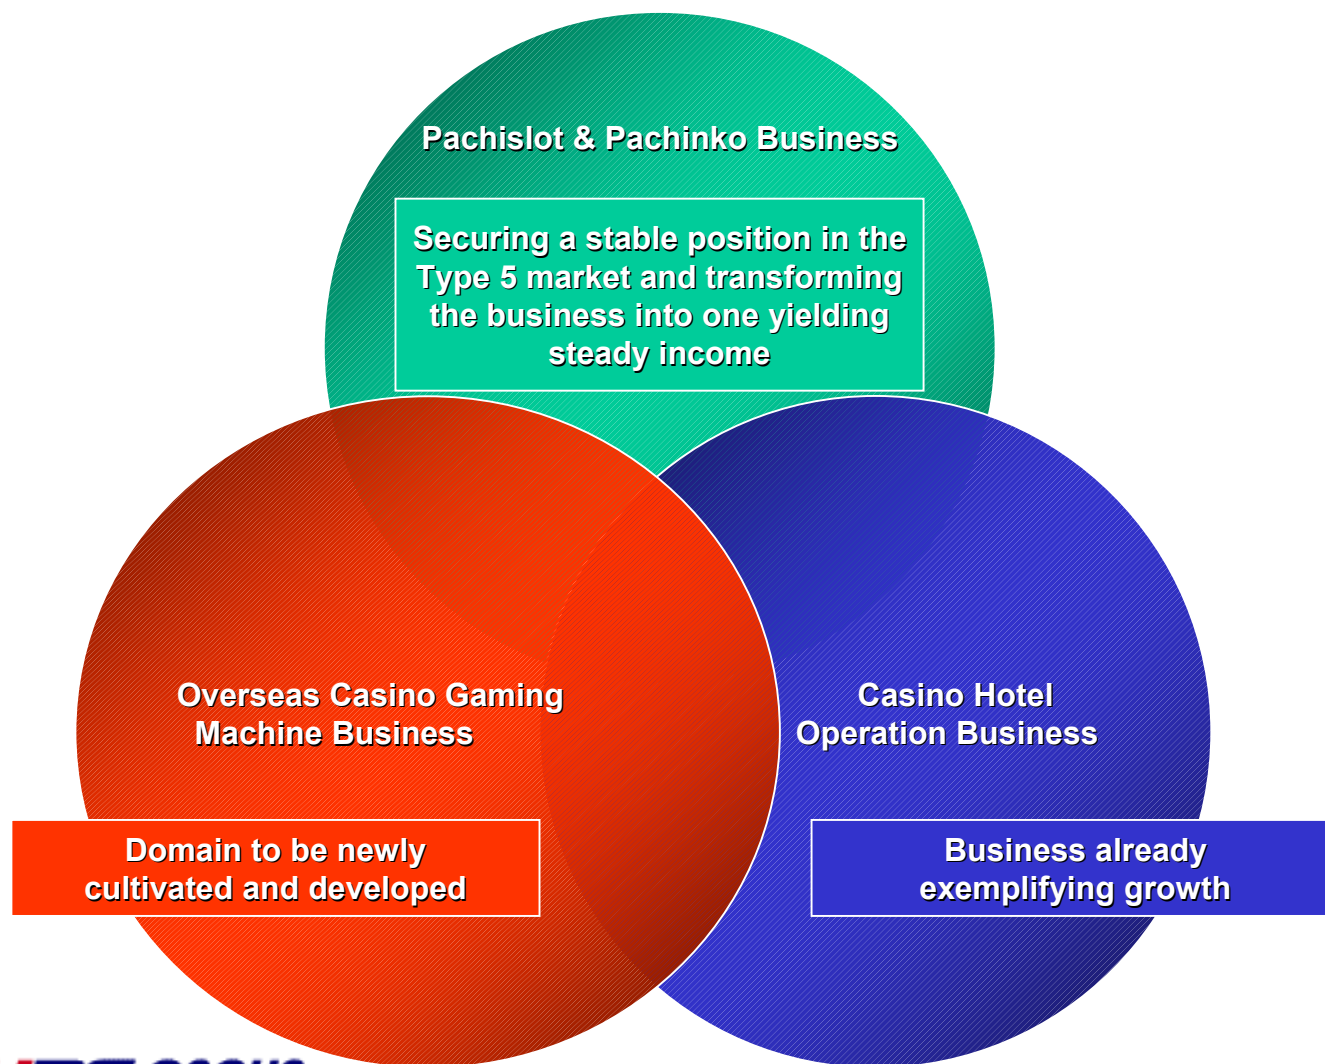 Pachislot & Pachinko Business
Securing a stable position in the
Type 5 market and transforming
the business into one yielding
steady income
Overseas Casino Gaming
Machine Business
Casino Hotel
Operation Business
Domain to be newly
cultivated and developed
Business already
exemplifying growth